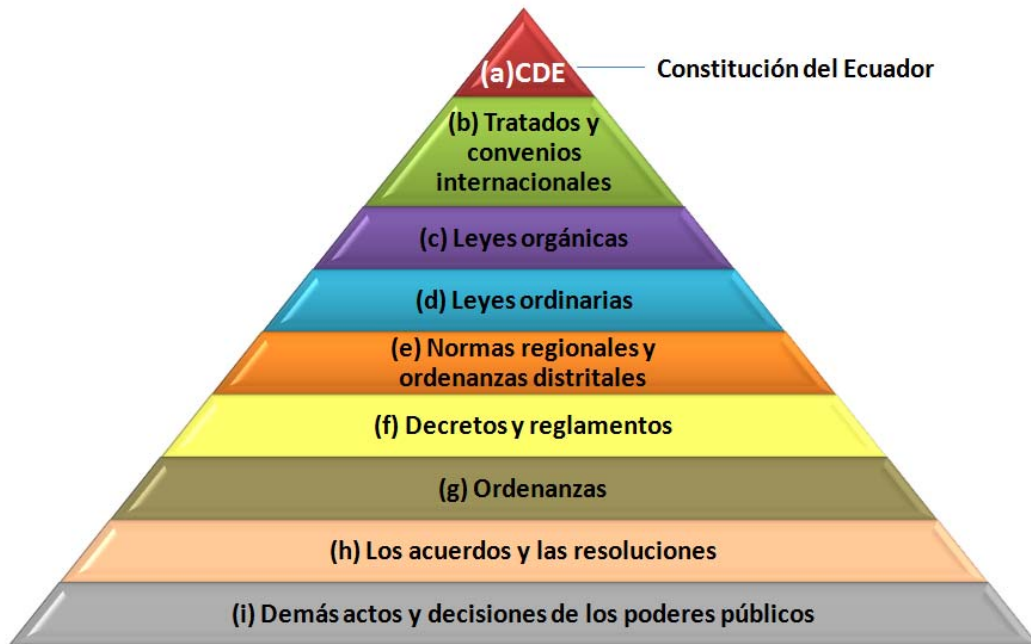 (a)CDE
Constitución del Ecuador
(b) Tratados y
convenios
internacionales
(c) Leyes orgánicas
(d) Leyes ordinarias
(e) Normas regionales y
ordenanzas distritales
(f) Decretos y reglamentos
(g) Ordenanzas
(h) Los acuerdos y las resoluciones
(i) Demás actos y decisiones de los poderes públicos